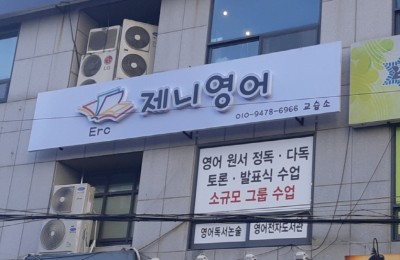 제니영어
Erc
010-9478-6966 교습소
영어 원서 정독·다독
토론·발표식 수업
소규모 그룹 수업
영어독서논술
영어전자도서관